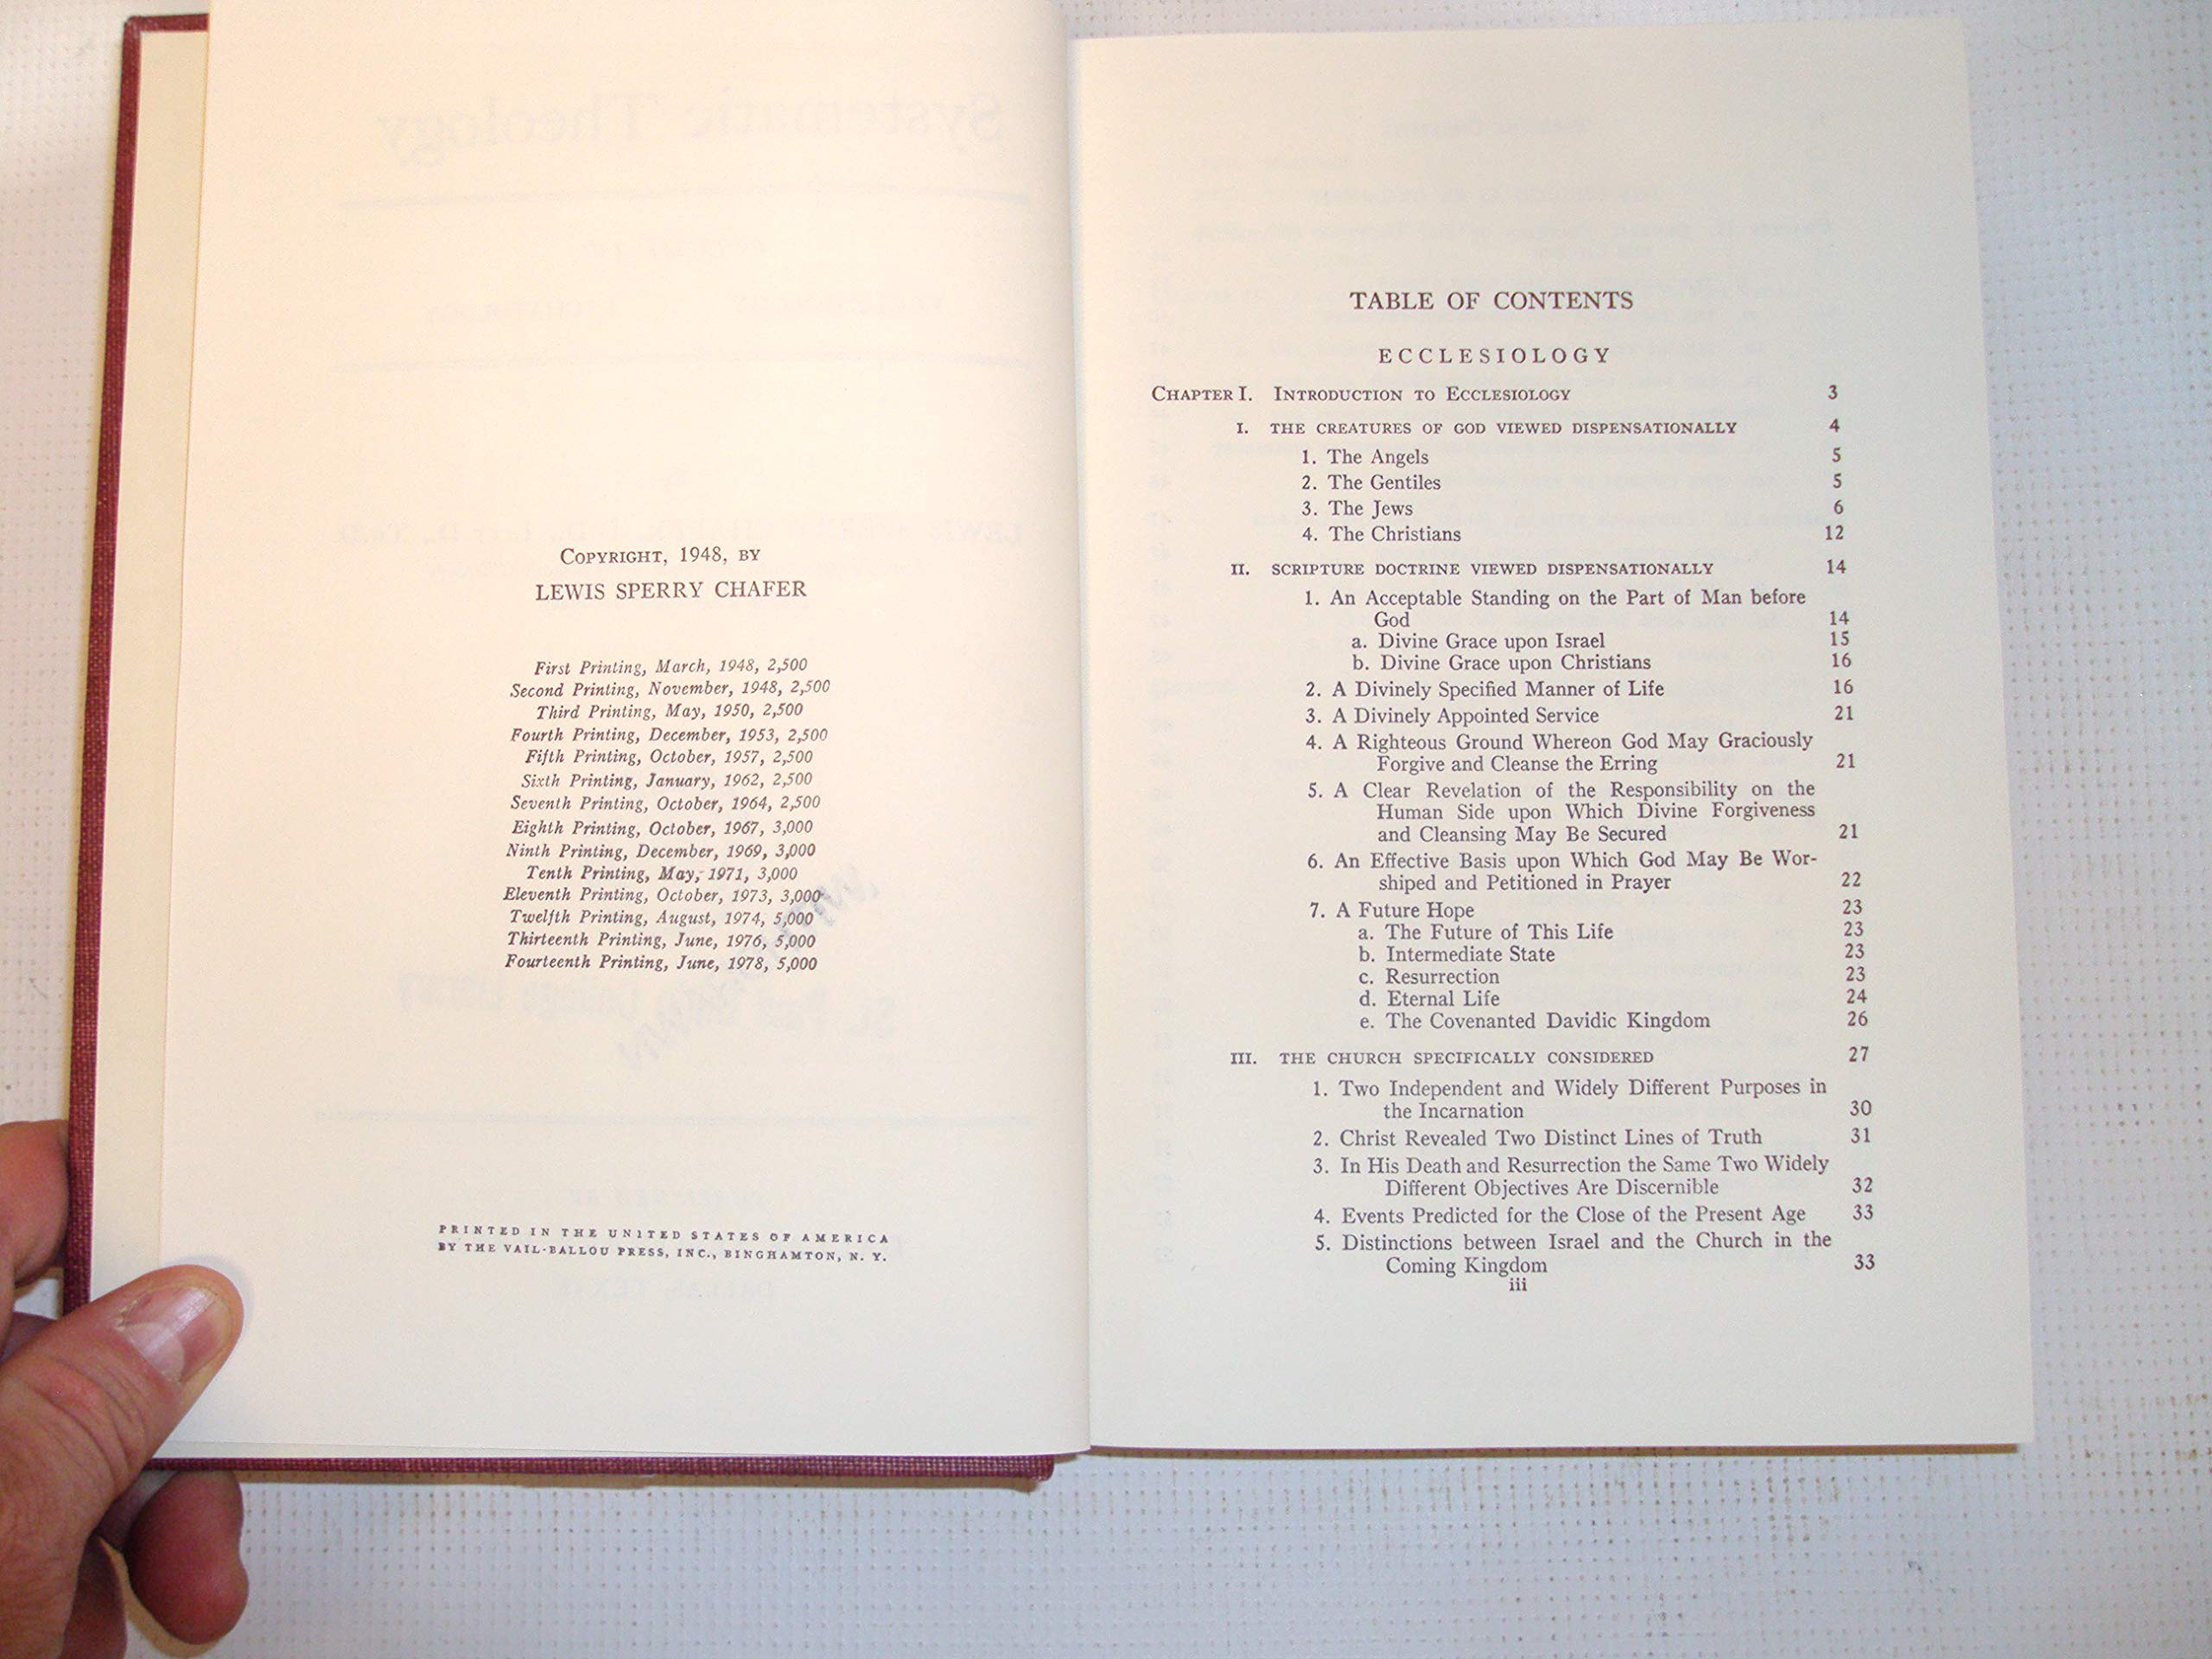 COPYRIGHT, 1948, BY
LEWIS SPERRY CHAFER
First Printing, March, 1948, 2,500
Second Printing, November, 1948, 2,500
Third Printing, May, 1950, 2,500
Fourth Printing, December, 1953, 2,500
Fifth Printing, October, 1957, 2,500
Sixth Printing, January, 1962, 2,500
Seventh Printing, October, 1964, 2,500
Eighth Printing, October, 1967, 3,000
Ninth Printing, December, 1969, 3,000
Tenth Printing, May, 1971, 3,000
Eleventh Printing, October, 1973, 3,000
Twelfth Printing, August, 1974, 5,000
Thirteenth Printing, June, 1976, 5,000
Fourteenth Printing, June, 1978, 5,000
PRINTED IN THE UNITED STATES OF AMERICA
BY THE VAIL-BALLOU PRESS, INC., BINGHAMTON, N. Y.
TABLE OF CONTENTS
ECCLESIOLOGY
CHAPTER I. INTRODUCTION TO ECCLESIOLOGY 3
I. THE CREATURES OF GOD VIEWED DISPENSATIONALLY 4
1. The Angels 5
2. The Gentiles 5
3. The Jews 6
4. The Christians 12
II. SCRIPTURE DOCTRINE VIEWED DISPENSATIONALLY 14
1. An Acceptable Standing on the Part of Man before
God 14
a. Divine Grace upon Israel 15
b. Divine Grace upon Christians 16
2. A Divinely Specified Manner of Life 16
3. A Divinely Appointed Service 21
4. A Righteous Ground Whereon God May Graciously
Forgive and Cleanse the Erring 21
5. A Clear Revelation of the Responsibility on the
Human Side upon Which Divine Forgiveness
and Cleansing May Be Secured 21
6. An Effective Basis upon Which God May Be Wor-
shiped and Petitioned in Prayer 22
7. A Future Hope 23
a. The Future of This Life 23
b. Intermediate State 23
c. Resurrection 23
d. Eternal Life 24
e. The Covenanted Davidic Kingdom 26
III. THE CHURCH SPECIFICALLY CONSIDERED 27
1. Two Independent and Widely Different Purposes in
the Incarnation 30
2. Christ Revealed Two Distinct Lines of Truth 31
3. In His Death and Resurrection the Same Two Widely
Different Objectives Are Discernible 32
4. Events Predicted for the Close of the Present Age 33
5. Distinctions between Israel and the Church in the
Coming Kingdom 33
iii